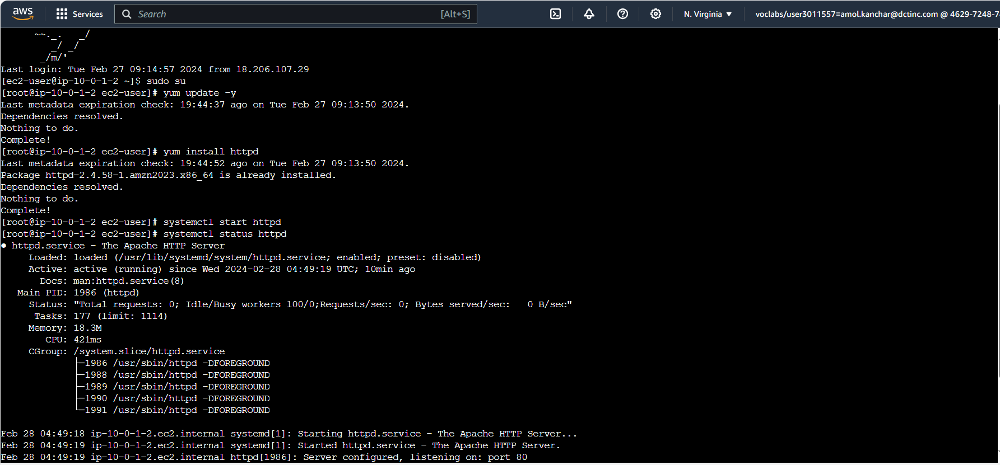 aws Services Search [Alt+S] N. Virginia voclabs/user3011557=amol.kanchar@dctinc.com @ 4629-7248-7
~~._.   _/
_/ _/
_/m/'
Last login: Tue Feb 27 09:14:57 2024 from 18.206.107.29
[ec2-user@ip-10-0-1-2 ~]$ sudo su
[root@ip-10-0-1-2 ec2-user]# yum update -y
Last metadata expiration check: 19:44:37 ago on Tue Feb 27 09:13:50 2024.
Dependencies resolved.
Nothing to do.
Complete!
[root@ip-10-0-1-2 ec2-user]# yum install httpd
Last metadata expiration check: 19:44:52 ago on Tue Feb 27 09:13:50 2024.
Package httpd-2.4.58-1.amzn2023.x86_64 is already installed.
Dependencies resolved.
Nothing to do.
Complete!
[root@ip-10-0-1-2 ec2-user]# systemctl start httpd
[root@ip-10-0-1-2 ec2-user]# systemctl status httpd
● httpd.service - The Apache HTTP Server
Loaded: loaded (/usr/lib/systemd/system/httpd.service; enabled; preset: disabled)
Active: active (running) since Wed 2024-02-28 04:49:19 UTC; 10min ago
Docs: man:httpd.service(8)
Main PID: 1986 (httpd)
Status: "Total requests: 0; Idle/Busy workers 100/0;Requests/sec: 0; Bytes served/sec:   0 B/sec"
Tasks: 177 (limit: 1114)
Memory: 18.3M
CPU: 421ms
CGroup: /system.slice/httpd.service
├─1986 /usr/sbin/httpd -DFOREGROUND
├─1988 /usr/sbin/httpd -DFOREGROUND
├─1989 /usr/sbin/httpd -DFOREGROUND
├─1990 /usr/sbin/httpd -DFOREGROUND
└─1991 /usr/sbin/httpd -DFOREGROUND
Feb 28 04:49:18 ip-10-0-1-2.ec2.internal systemd[1]: Starting httpd.service - The Apache HTTP Server...
Feb 28 04:49:19 ip-10-0-1-2.ec2.internal systemd[1]: Started httpd.service - The Apache HTTP Server.
Feb 28 04:49:19 ip-10-0-1-2.ec2.internal httpd[1986]: Server configured, listening on: port 80